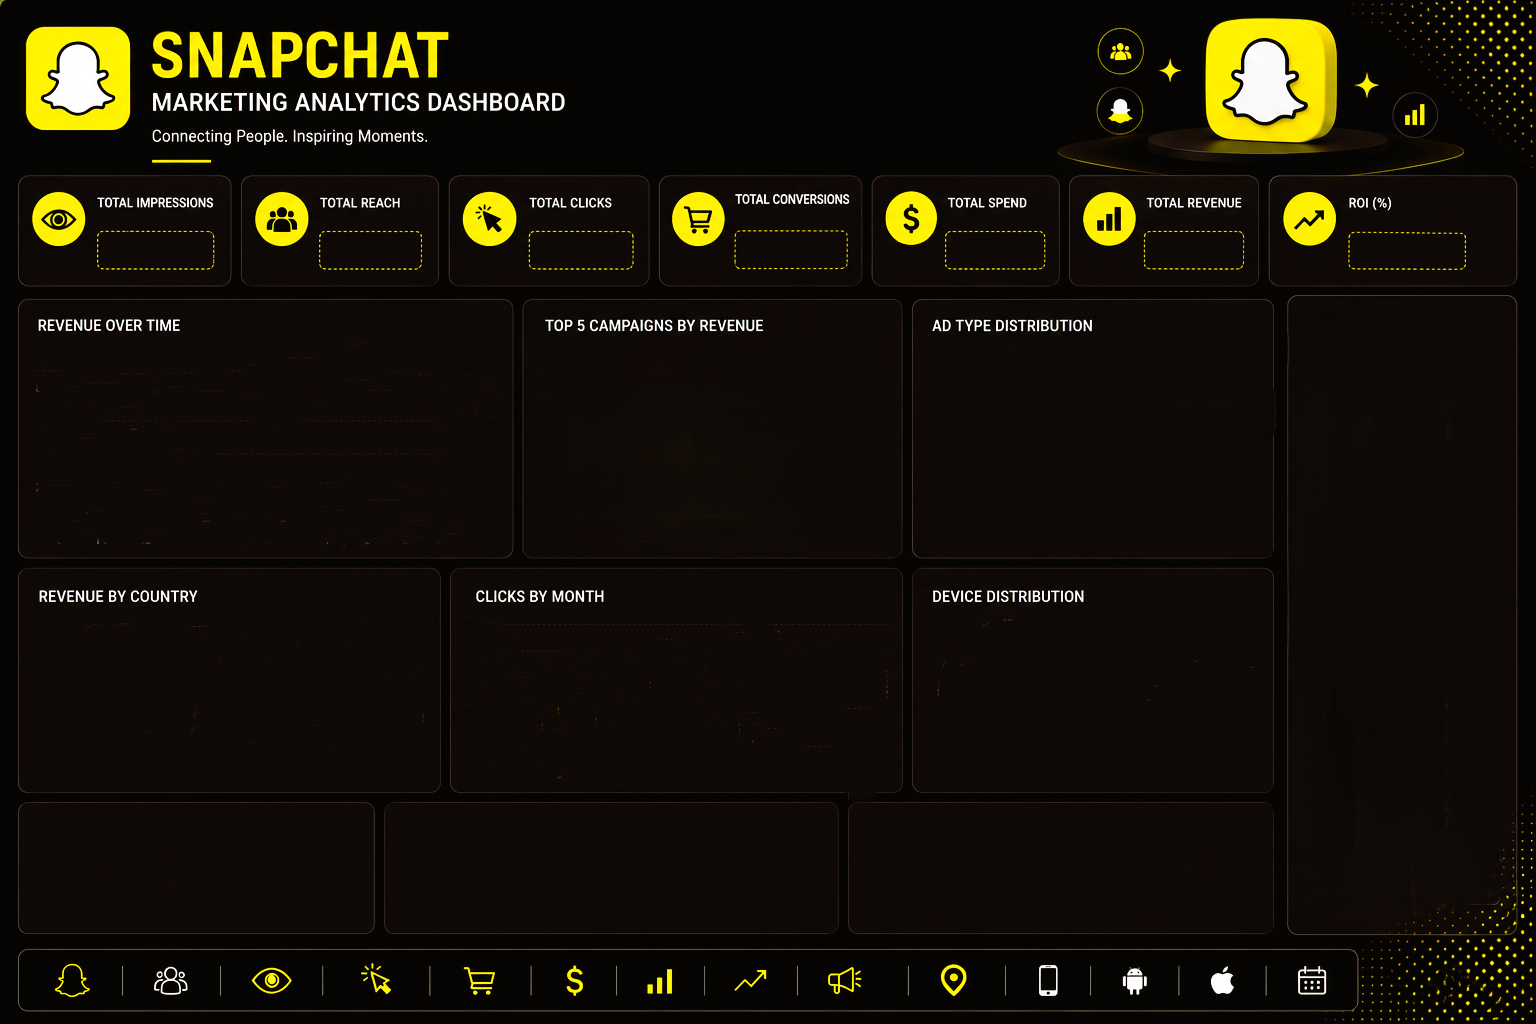 SNAPCHAT
MARKETING ANALYTICS DASHBOARD
Connecting People. Inspiring Moments.
TOTAL IMPRESSIONS
TOTAL REACH
TOTAL CLICKS
TOTAL CONVERSIONS
TOTAL SPEND
TOTAL REVENUE
ROI (%)
REVENUE OVER TIME
TOP 5 CAMPAIGNS BY REVENUE
AD TYPE DISTRIBUTION
REVENUE BY COUNTRY
CLICKS BY MONTH
DEVICE DISTRIBUTION